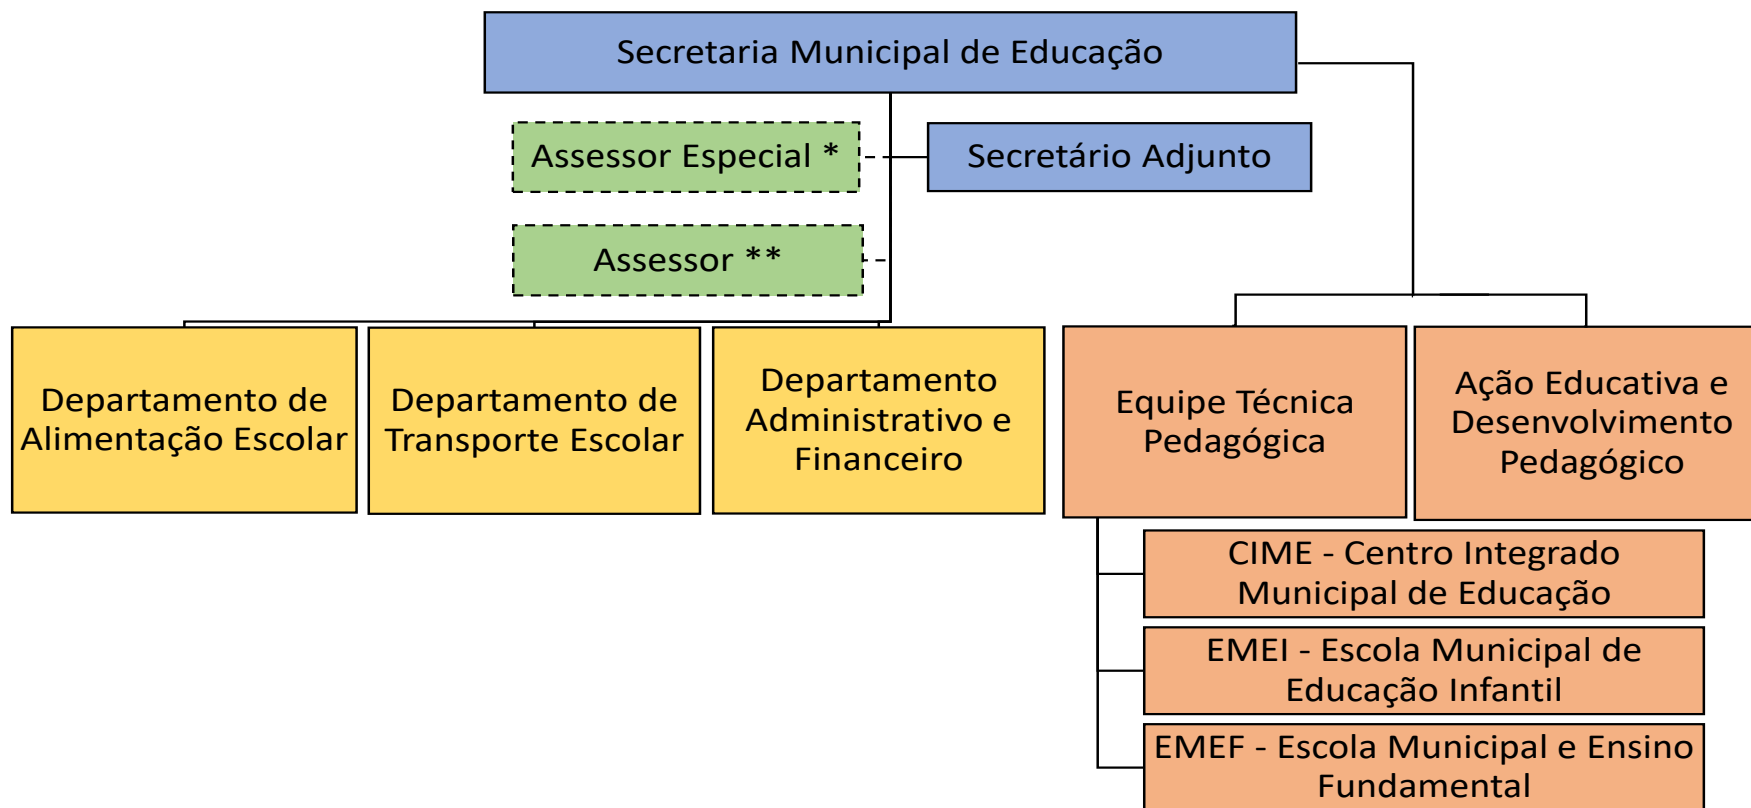 Secretaria Municipal de Educação
Assessor Especial *
Secretário Adjunto
Assessor **
Departamento de
Alimentação Escolar
Departamento de
Transporte Escolar
Departamento
Administrativo e
Financeiro
Equipe Técnica
Pedagógica
Ação Educativa e
Desenvolvimento
Pedagógico
CIME - Centro Integrado
Municipal de Educação
EMEI - Escola Municipal de
Educação Infantil
EMEF - Escola Municipal e Ensino
Fundamental